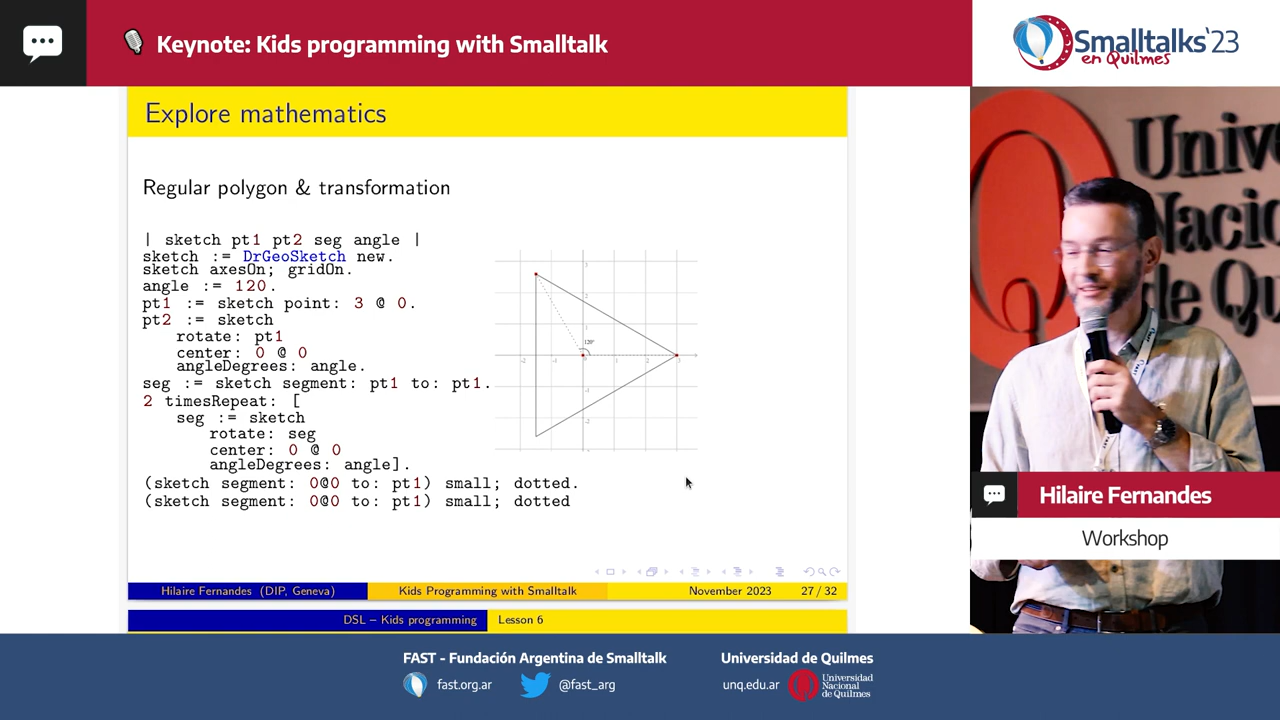 Keynote: Kids programming with Smalltalk
Smalltalks'23
en Quilmes
Explore mathematics
Regular polygon & transformation
| sketch pt1 pt2 seg angle |
sketch := DrGeoSketch new.
sketch axesOn; gridOn.
angle := 120.
pt1 := sketch point: 3 @ 0.
pt2 := sketch
rotate: pt1
center: 0 @ 0
angleDegrees: angle.
seg := sketch segment: pt1 to: pt1.
2 timesRepeat: [
seg := sketch
rotate: seg
center: 0 @ 0
angleDegrees: angle].
(sketch segment: 0@0 to: pt1) small; dotted.
(sketch segment: 0@0 to: pt1) small; dotted
120°
Hilaire Fernandes (DIP, Geneva)
Kids Programming with Smalltalk
November 2023
27 / 32
DSL – Kids programming
Lesson 6
Hilaire Fernandes
Workshop
FAST - Fundación Argentina de Smalltalk
fast.org.ar
@fast_arg
Universidad de Quilmes
unq.edu.ar
Universidad
Nacional
de Quilmes